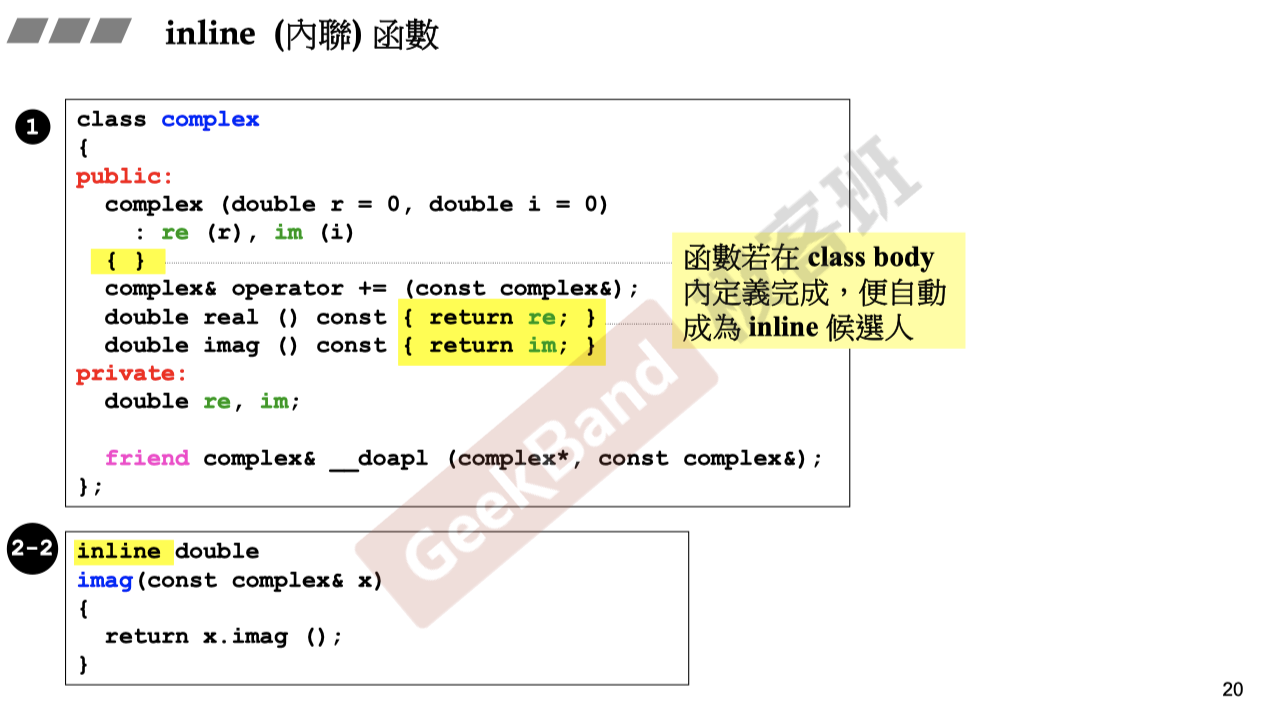 inline (內聯) 函數
1
class complex
{
public:
  complex (double r = 0, double i = 0)
    : re (r), im (i)
  { }
  complex& operator += (const complex&);
  double real () const { return re; }
  double imag () const { return im; }
private:
  double re, im;

  friend complex& __doapl (complex*, const complex&);
};
函數若在 class body
內定義完成，便自動
成為 inline 候選人
2-2
inline double
imag(const complex& x)
{
  return x.imag ();
}
GeekBand
客班
20